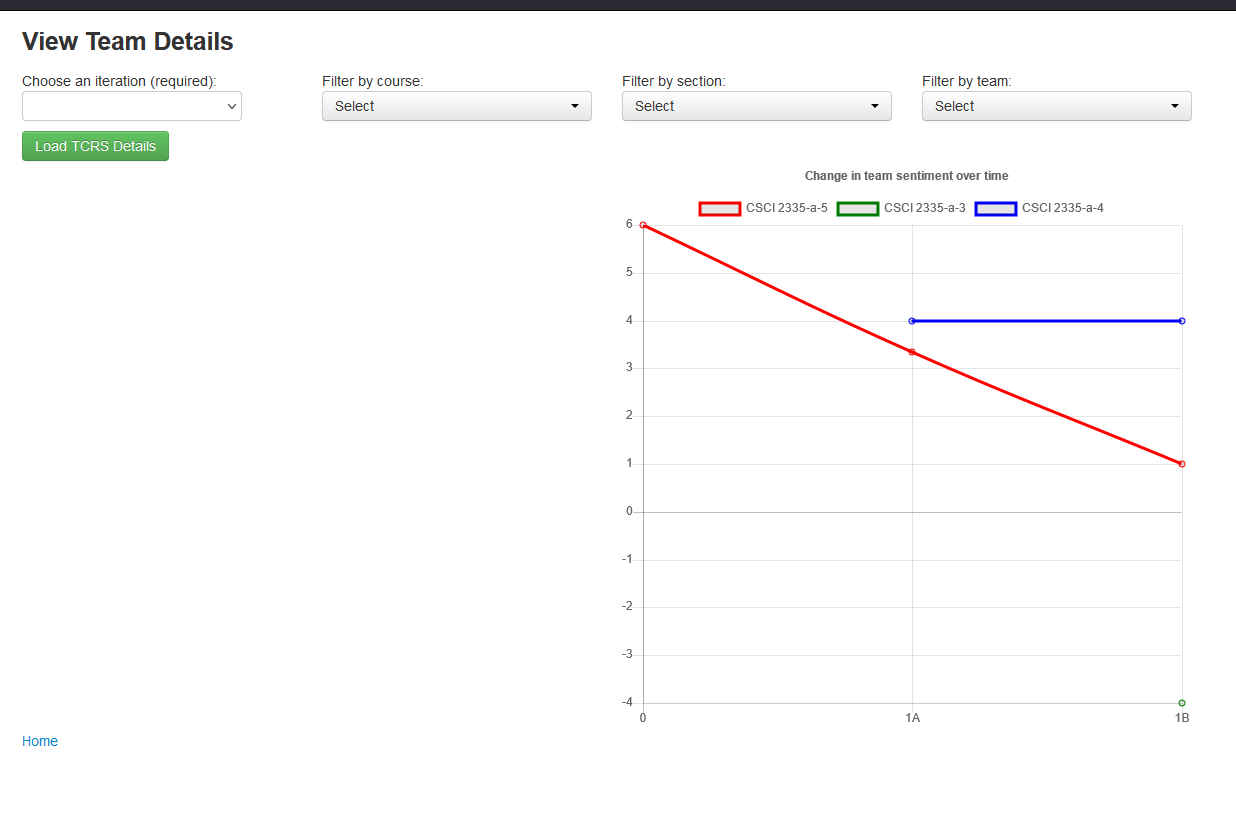 View Team Details
Choose an iteration (required): Filter by course: Filter by section: Filter by team:
Select Select Select
Load TCRS Details
Change in team sentiment over time
CSCI 2335-a-5 CSCI 2335-a-3 CSCI 2335-a-4
6
5
4
3
2
1
0
-1
-2
-3
-4
0 1A 1B
Home